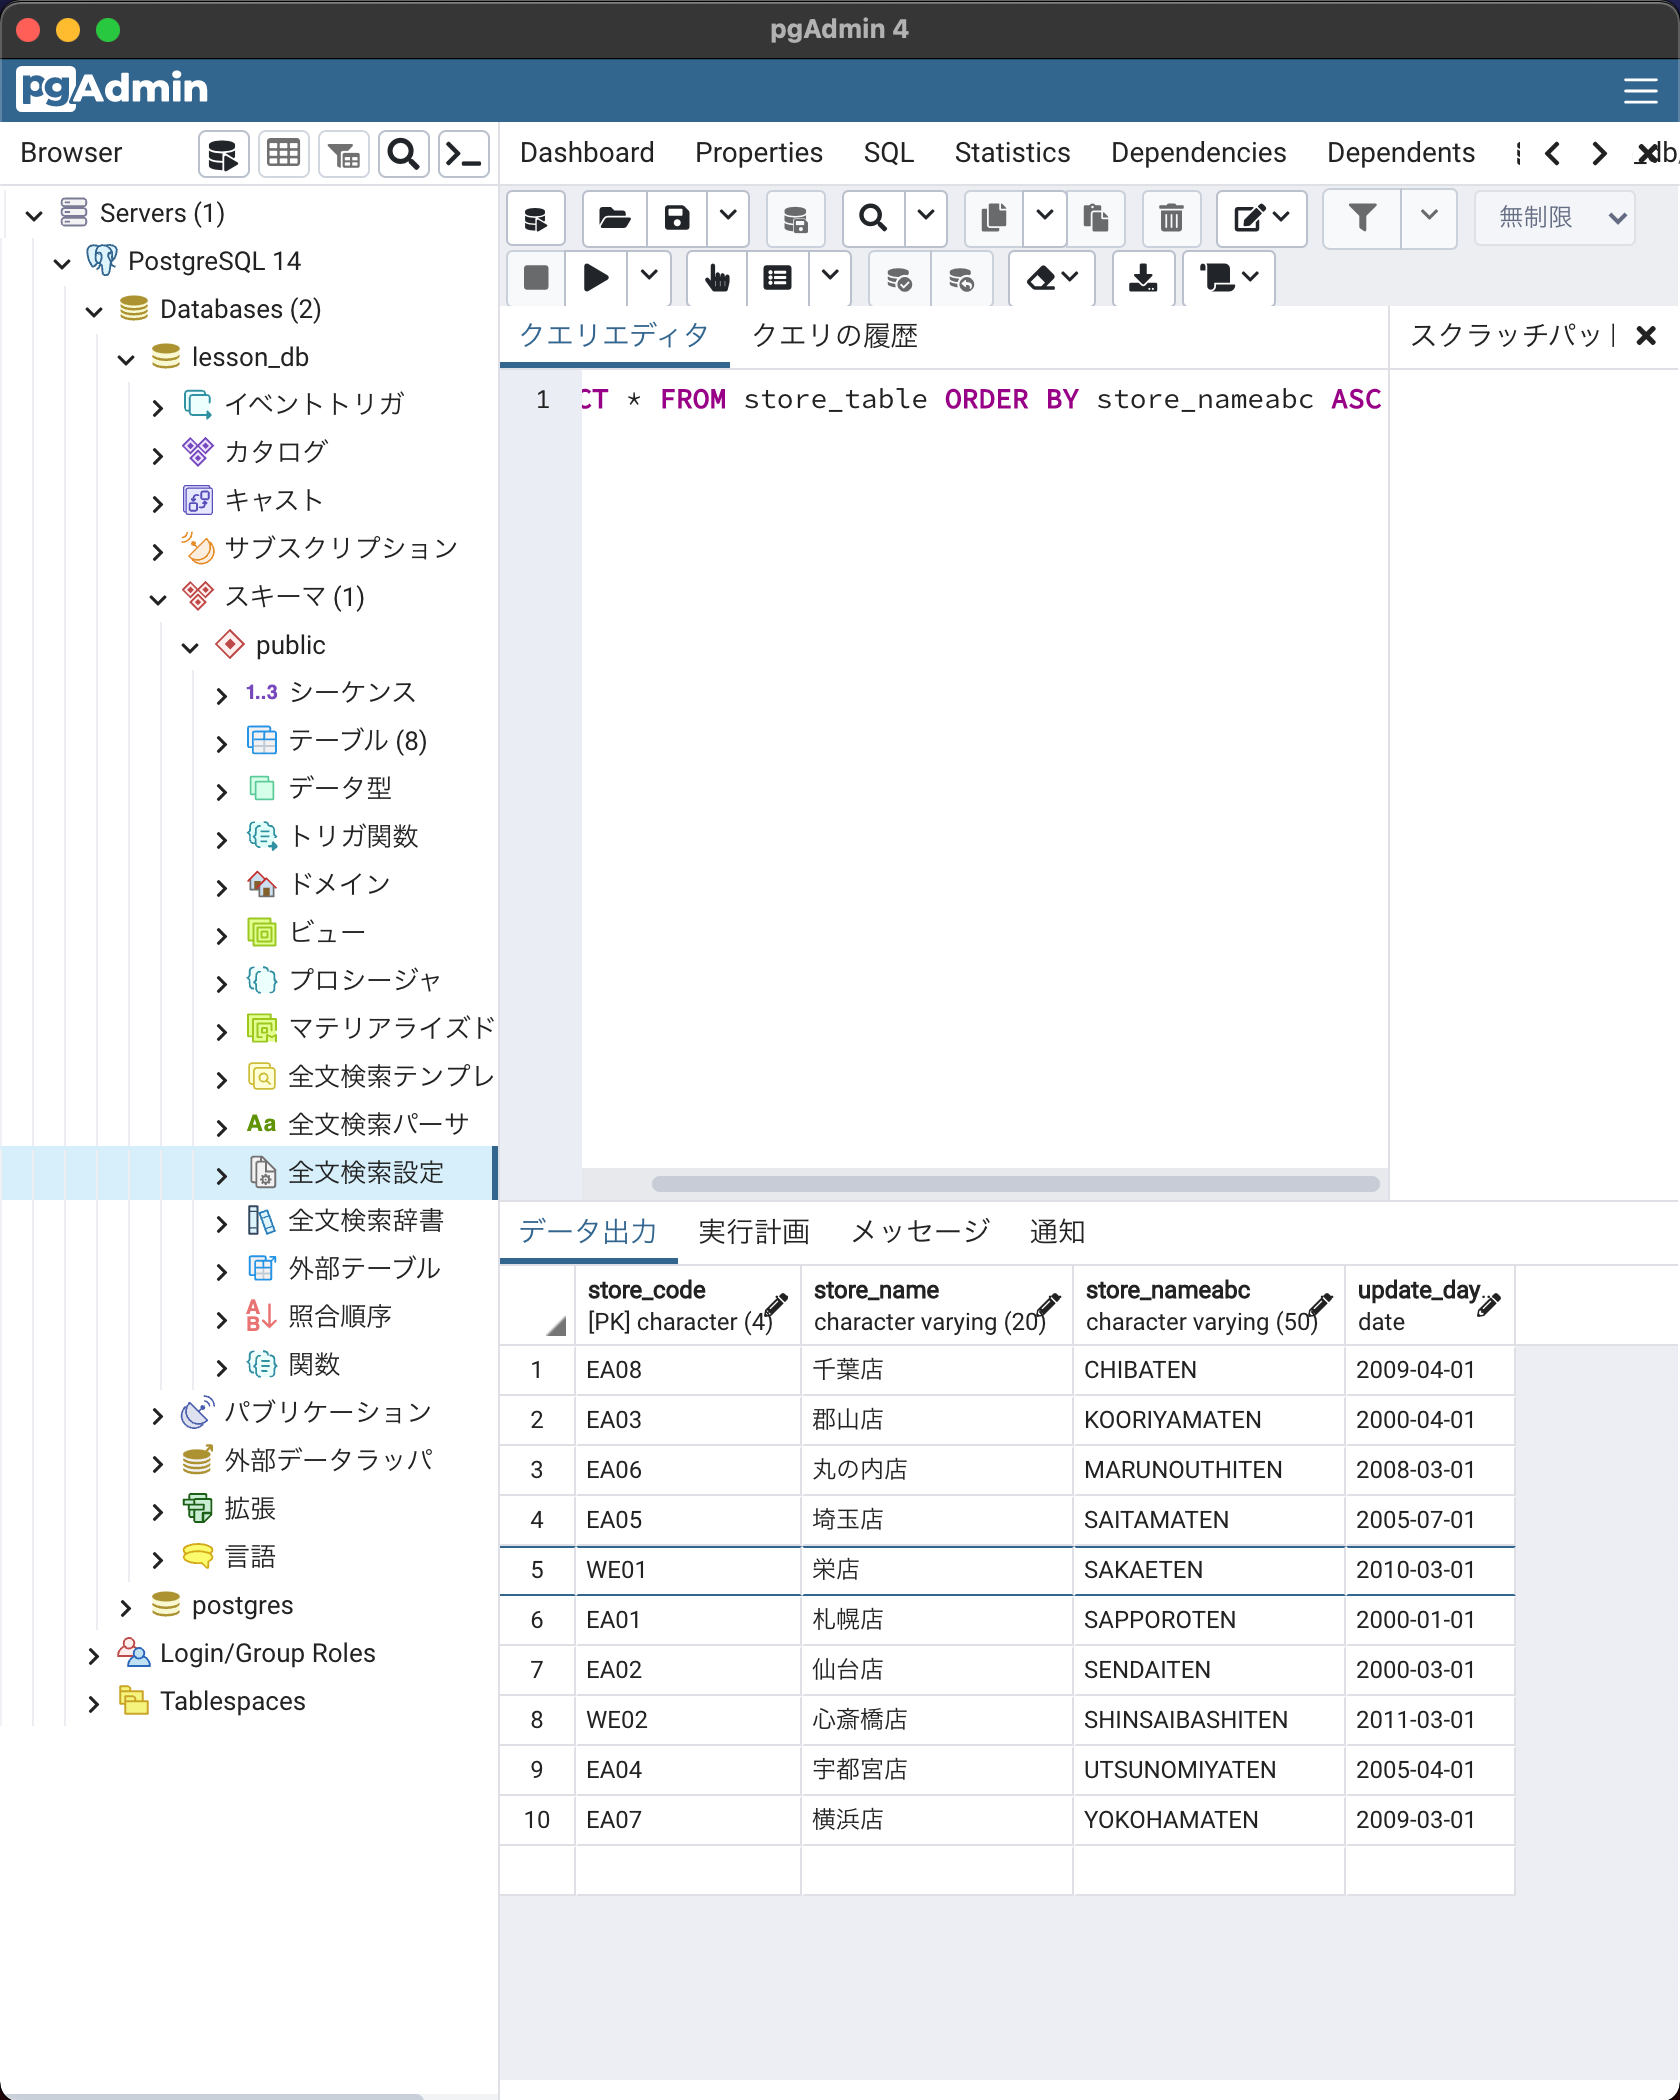 pgAdmin 4
pgAdmin
Browser
Dashboard Properties SQL Statistics Dependencies Dependents
Servers (1)
PostgreSQL 14
Databases (2)
lesson_db
イベントトリガ
カタログ
キャスト
サブスクリプション
スキーマ (1)
public
1..3 シーケンス
テーブル (8)
データ型
トリガ関数
ドメイン
ビュー
プロシージャ
マテリアライズド
全文検索テンプレ
Aa 全文検索パーサ
全文検索設定
全文検索辞書
外部テーブル
照合順序
関数
パブリケーション
外部データラッパ
拡張
言語
postgres
Login/Group Roles
Tablespaces
無制限
クエリエディタ クエリの履歴
スクラッチパッ
1 CT * FROM store_table ORDER BY store_nameabc ASC
データ出力 実行計画 メッセージ 通知
store_code store_name store_nameabc update_day
[PK] character (4) character varying (20) character varying (50) date
1 EA08 千葉店 CHIBATEN 2009-04-01
2 EA03 郡山店 KOORIYAMATEN 2000-04-01
3 EA06 丸の内店 MARUNOUTHITEN 2008-03-01
4 EA05 埼玉店 SAITAMATEN 2005-07-01
5 WE01 栄店 SAKAETEN 2010-03-01
6 EA01 札幌店 SAPPOROTEN 2000-01-01
7 EA02 仙台店 SENDAITEN 2000-03-01
8 WE02 心斎橋店 SHINSAIBASHITEN 2011-03-01
9 EA04 宇都宮店 UTSUNOMIYATEN 2005-04-01
10 EA07 横浜店 YOKOHAMATEN 2009-03-01